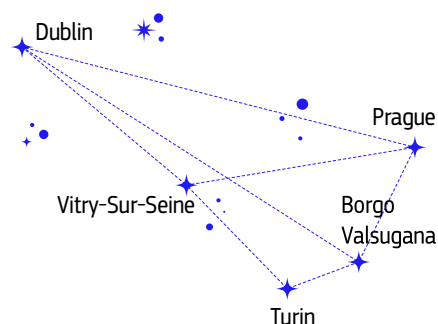 Dublin
Prague
Vitry-Sur-Seine
Borgo
Valsugana
Turin